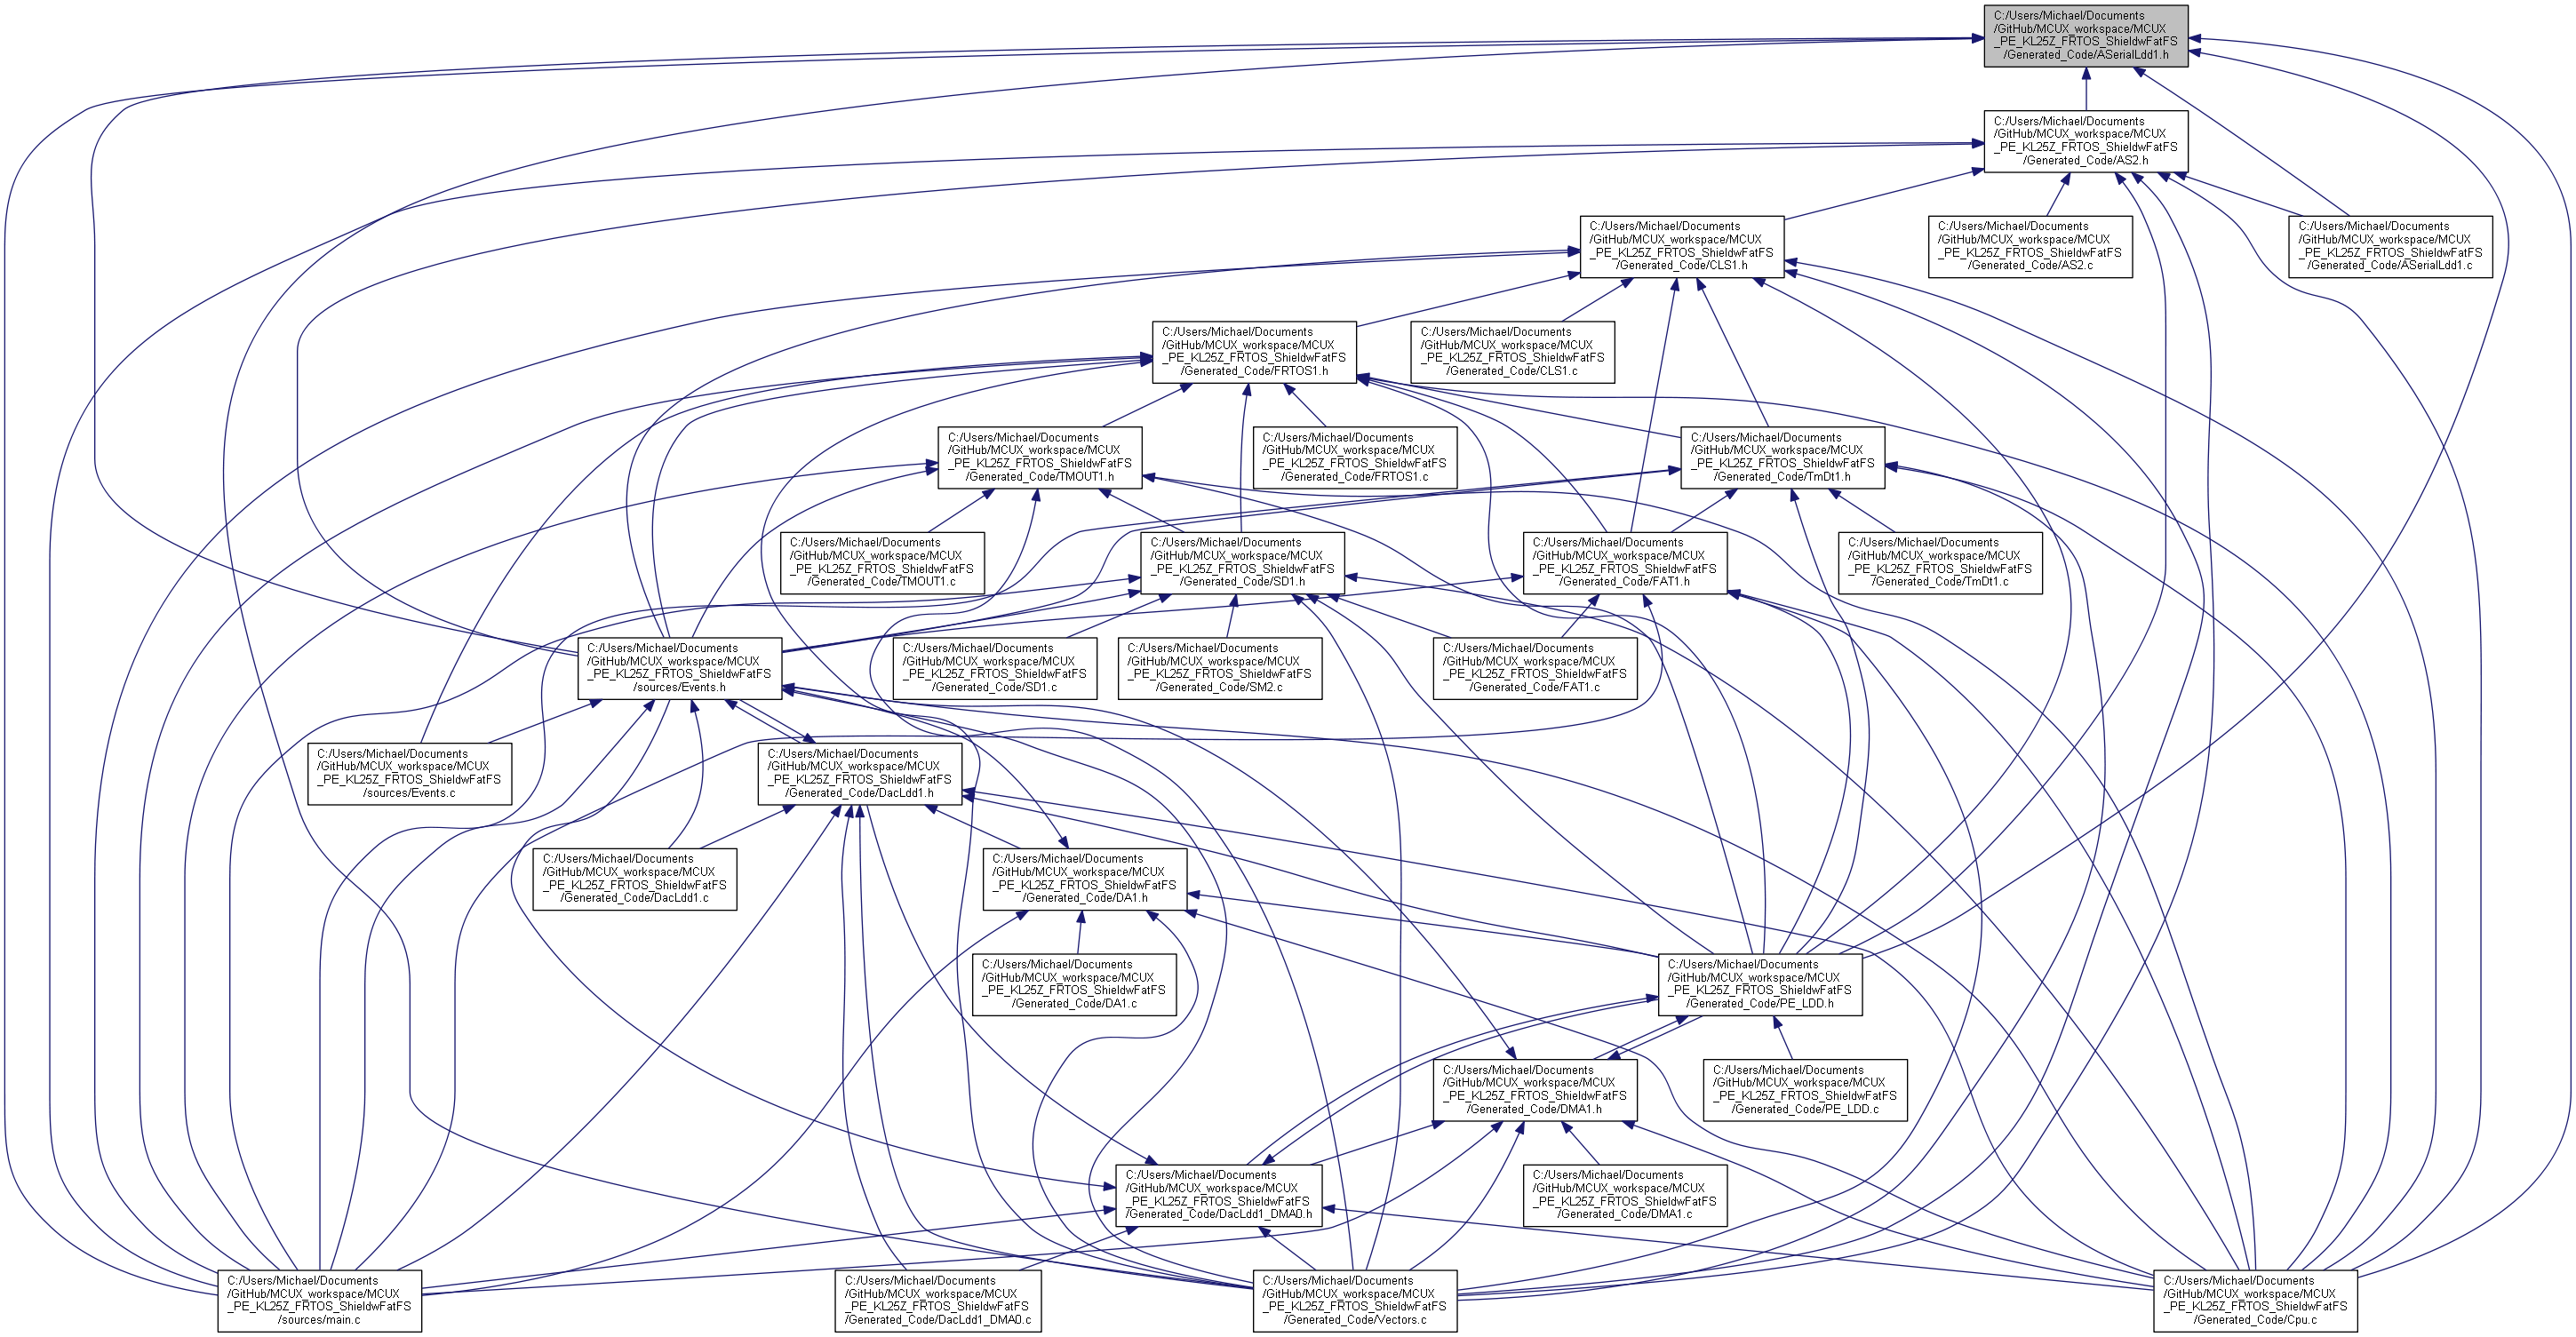 C:/Users/Michael/Documents
/GitHub/MCUX_workspace/MCUX
_PE_KL25Z_FRTOS_ShieldwFatFS
/Generated_Code/ASerialLdd1.h
C:/Users/Michael/Documents
/GitHub/MCUX_workspace/MCUX
_PE_KL25Z_FRTOS_ShieldwFatFS
/Generated_Code/AS2.h
C:/Users/Michael/Documents
/GitHub/MCUX_workspace/MCUX
_PE_KL25Z_FRTOS_ShieldwFatFS
/Generated_Code/CLS1.h
C:/Users/Michael/Documents
/GitHub/MCUX_workspace/MCUX
_PE_KL25Z_FRTOS_ShieldwFatFS
/Generated_Code/AS2.c
C:/Users/Michael/Documents
/GitHub/MCUX_workspace/MCUX
_PE_KL25Z_FRTOS_ShieldwFatFS
/Generated_Code/ASerialLdd1.c
C:/Users/Michael/Documents
/GitHub/MCUX_workspace/MCUX
_PE_KL25Z_FRTOS_ShieldwFatFS
/Generated_Code/FRTOS1.h
C:/Users/Michael/Documents
/GitHub/MCUX_workspace/MCUX
_PE_KL25Z_FRTOS_ShieldwFatFS
/Generated_Code/CLS1.c
C:/Users/Michael/Documents
/GitHub/MCUX_workspace/MCUX
_PE_KL25Z_FRTOS_ShieldwFatFS
/Generated_Code/TMOUT1.h
C:/Users/Michael/Documents
/GitHub/MCUX_workspace/MCUX
_PE_KL25Z_FRTOS_ShieldwFatFS
/Generated_Code/FRTOS1.c
C:/Users/Michael/Documents
/GitHub/MCUX_workspace/MCUX
_PE_KL25Z_FRTOS_ShieldwFatFS
/Generated_Code/TmDt1.h
C:/Users/Michael/Documents
/GitHub/MCUX_workspace/MCUX
_PE_KL25Z_FRTOS_ShieldwFatFS
/Generated_Code/TMOUT1.c
C:/Users/Michael/Documents
/GitHub/MCUX_workspace/MCUX
_PE_KL25Z_FRTOS_ShieldwFatFS
/Generated_Code/SD1.h
C:/Users/Michael/Documents
/GitHub/MCUX_workspace/MCUX
_PE_KL25Z_FRTOS_ShieldwFatFS
/Generated_Code/FAT1.h
C:/Users/Michael/Documents
/GitHub/MCUX_workspace/MCUX
_PE_KL25Z_FRTOS_ShieldwFatFS
/Generated_Code/TmDt1.c
C:/Users/Michael/Documents
/GitHub/MCUX_workspace/MCUX
_PE_KL25Z_FRTOS_ShieldwFatFS
/sources/Events.h
C:/Users/Michael/Documents
/GitHub/MCUX_workspace/MCUX
_PE_KL25Z_FRTOS_ShieldwFatFS
/Generated_Code/SD1.c
C:/Users/Michael/Documents
/GitHub/MCUX_workspace/MCUX
_PE_KL25Z_FRTOS_ShieldwFatFS
/Generated_Code/SM2.c
C:/Users/Michael/Documents
/GitHub/MCUX_workspace/MCUX
_PE_KL25Z_FRTOS_ShieldwFatFS
/Generated_Code/FAT1.c
C:/Users/Michael/Documents
/GitHub/MCUX_workspace/MCUX
_PE_KL25Z_FRTOS_ShieldwFatFS
/sources/Events.c
C:/Users/Michael/Documents
/GitHub/MCUX_workspace/MCUX
_PE_KL25Z_FRTOS_ShieldwFatFS
/Generated_Code/DacLdd1.h
C:/Users/Michael/Documents
/GitHub/MCUX_workspace/MCUX
_PE_KL25Z_FRTOS_ShieldwFatFS
/Generated_Code/DacLdd1.c
C:/Users/Michael/Documents
/GitHub/MCUX_workspace/MCUX
_PE_KL25Z_FRTOS_ShieldwFatFS
/Generated_Code/DA1.h
C:/Users/Michael/Documents
/GitHub/MCUX_workspace/MCUX
_PE_KL25Z_FRTOS_ShieldwFatFS
/Generated_Code/DA1.c
C:/Users/Michael/Documents
/GitHub/MCUX_workspace/MCUX
_PE_KL25Z_FRTOS_ShieldwFatFS
/Generated_Code/PE_LDD.h
C:/Users/Michael/Documents
/GitHub/MCUX_workspace/MCUX
_PE_KL25Z_FRTOS_ShieldwFatFS
/Generated_Code/DMA1.h
C:/Users/Michael/Documents
/GitHub/MCUX_workspace/MCUX
_PE_KL25Z_FRTOS_ShieldwFatFS
/Generated_Code/PE_LDD.c
C:/Users/Michael/Documents
/GitHub/MCUX_workspace/MCUX
_PE_KL25Z_FRTOS_ShieldwFatFS
/Generated_Code/DacLdd1_DMA0.h
C:/Users/Michael/Documents
/GitHub/MCUX_workspace/MCUX
_PE_KL25Z_FRTOS_ShieldwFatFS
/Generated_Code/DMA1.c
C:/Users/Michael/Documents
/GitHub/MCUX_workspace/MCUX
_PE_KL25Z_FRTOS_ShieldwFatFS
/sources/main.c
C:/Users/Michael/Documents
/GitHub/MCUX_workspace/MCUX
_PE_KL25Z_FRTOS_ShieldwFatFS
/Generated_Code/DacLdd1_DMA0.c
C:/Users/Michael/Documents
/GitHub/MCUX_workspace/MCUX
_PE_KL25Z_FRTOS_ShieldwFatFS
/Generated_Code/Vectors.c
C:/Users/Michael/Documents
/GitHub/MCUX_workspace/MCUX
_PE_KL25Z_FRTOS_ShieldwFatFS
/Generated_Code/Cpu.c